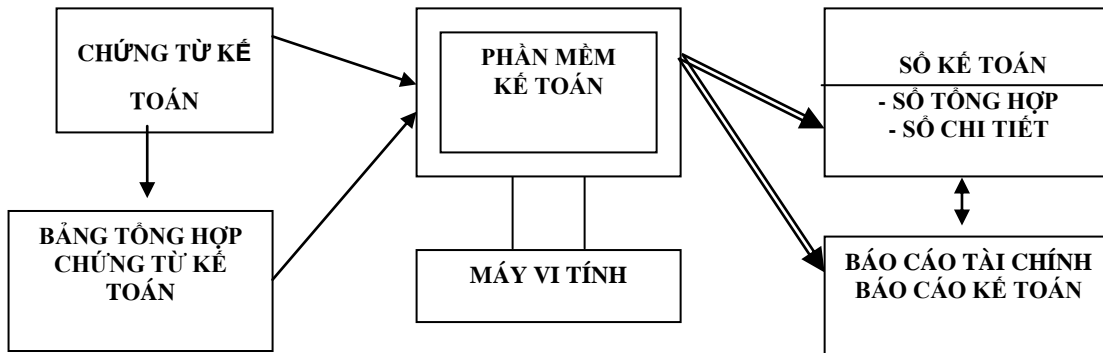 CHỨNG TỪ KẾ
TOÁN
BẢNG TỔNG HỢP
CHỨNG TỪ KẾ
TOÁN
PHẦN MỀM
KẾ TOÁN
MÁY VI TÍNH
SỔ KẾ TOÁN
- SỔ TỔNG HỢP
- SỔ CHI TIẾT
BÁO CÁO TÀI CHÍNH
BÁO CÁO KẾ TOÁN